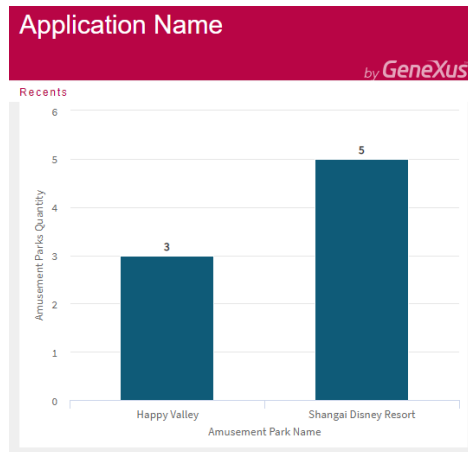 Application Name
by GeneXus
Recents
6
5
4
3
2
1
0
Amusement Parks Quantity
3
5
Happy Valley
Shangai Disney Resort
Amusement Park Name